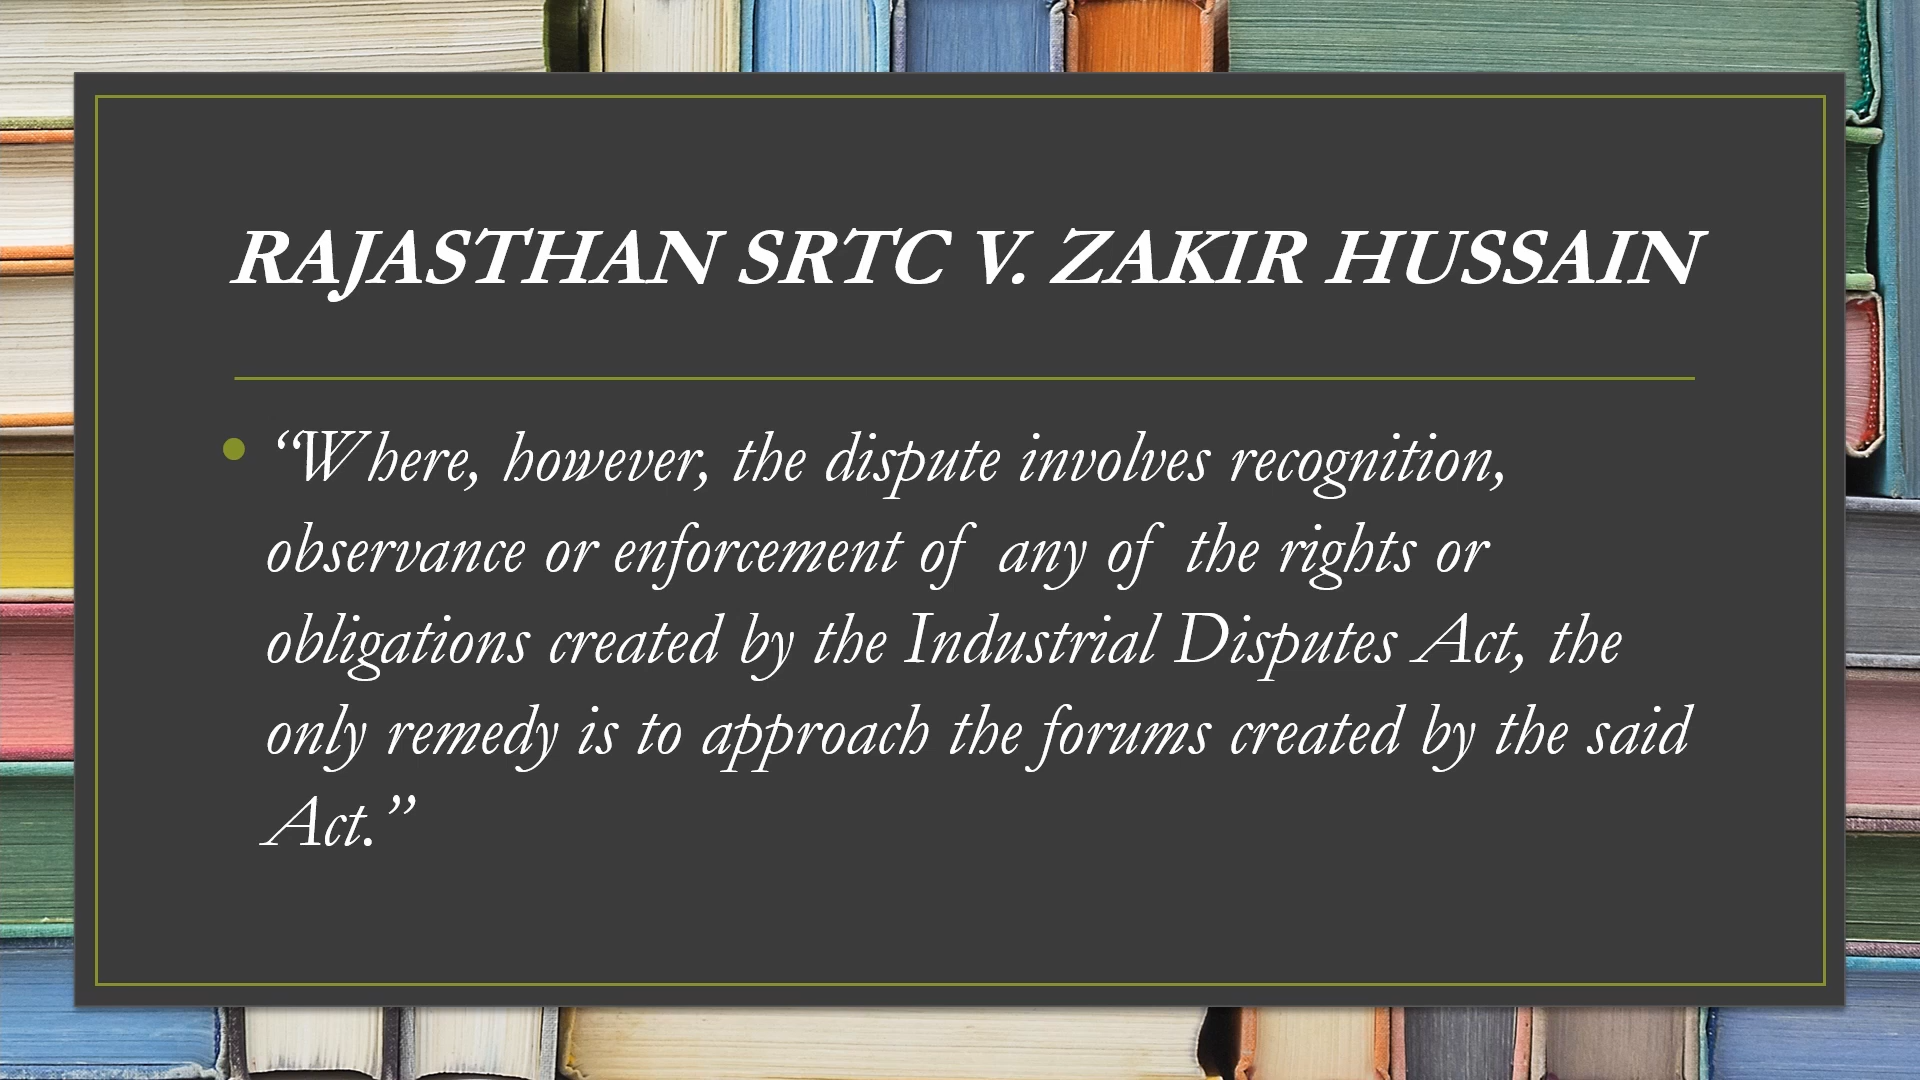 RAJASTHAN SRTC V. ZAKIR HUSSAIN
• “Where, however, the dispute involves recognition,
observance or enforcement of any of the rights or
obligations created by the Industrial Disputes Act, the
only remedy is to approach the forums created by the said
Act.”